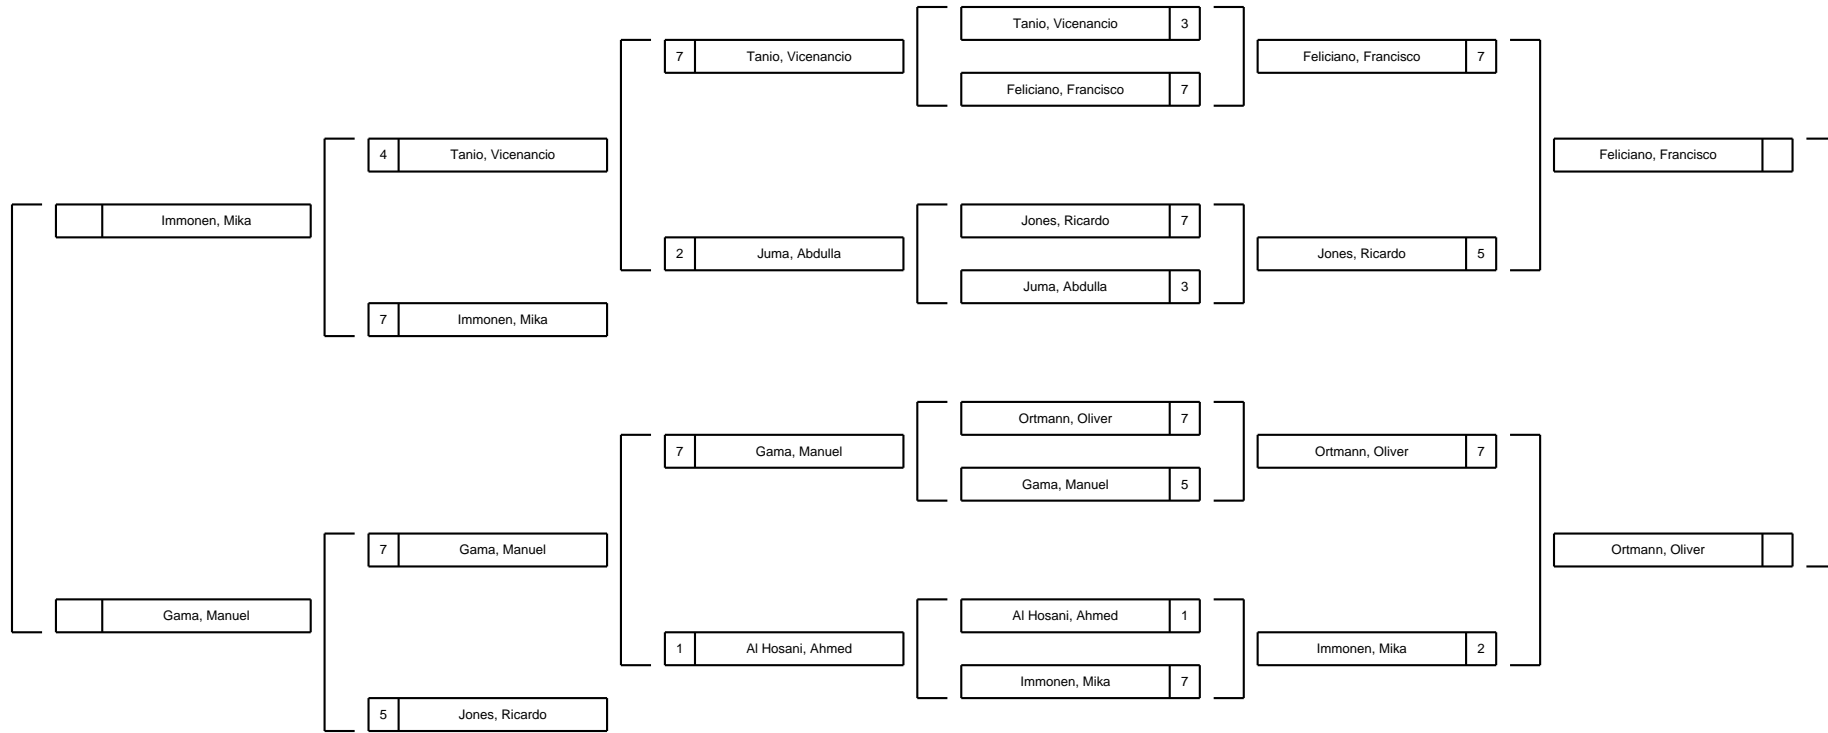 Tanio, Vicenancio 3
7 Tanio, Vicenancio
Feliciano, Francisco 7
Feliciano, Francisco 7
4 Tanio, Vicenancio
Feliciano, Francisco
Immonen, Mika
Jones, Ricardo 7
2 Juma, Abdulla
Jones, Ricardo 5
Juma, Abdulla 3
7 Immonen, Mika
Ortmann, Oliver 7
7 Gama, Manuel
Ortmann, Oliver 7
Gama, Manuel 5
7 Gama, Manuel
Ortmann, Oliver
Gama, Manuel
Al Hosani, Ahmed 1
1 Al Hosani, Ahmed
Immonen, Mika 2
Immonen, Mika 7
5 Jones, Ricardo